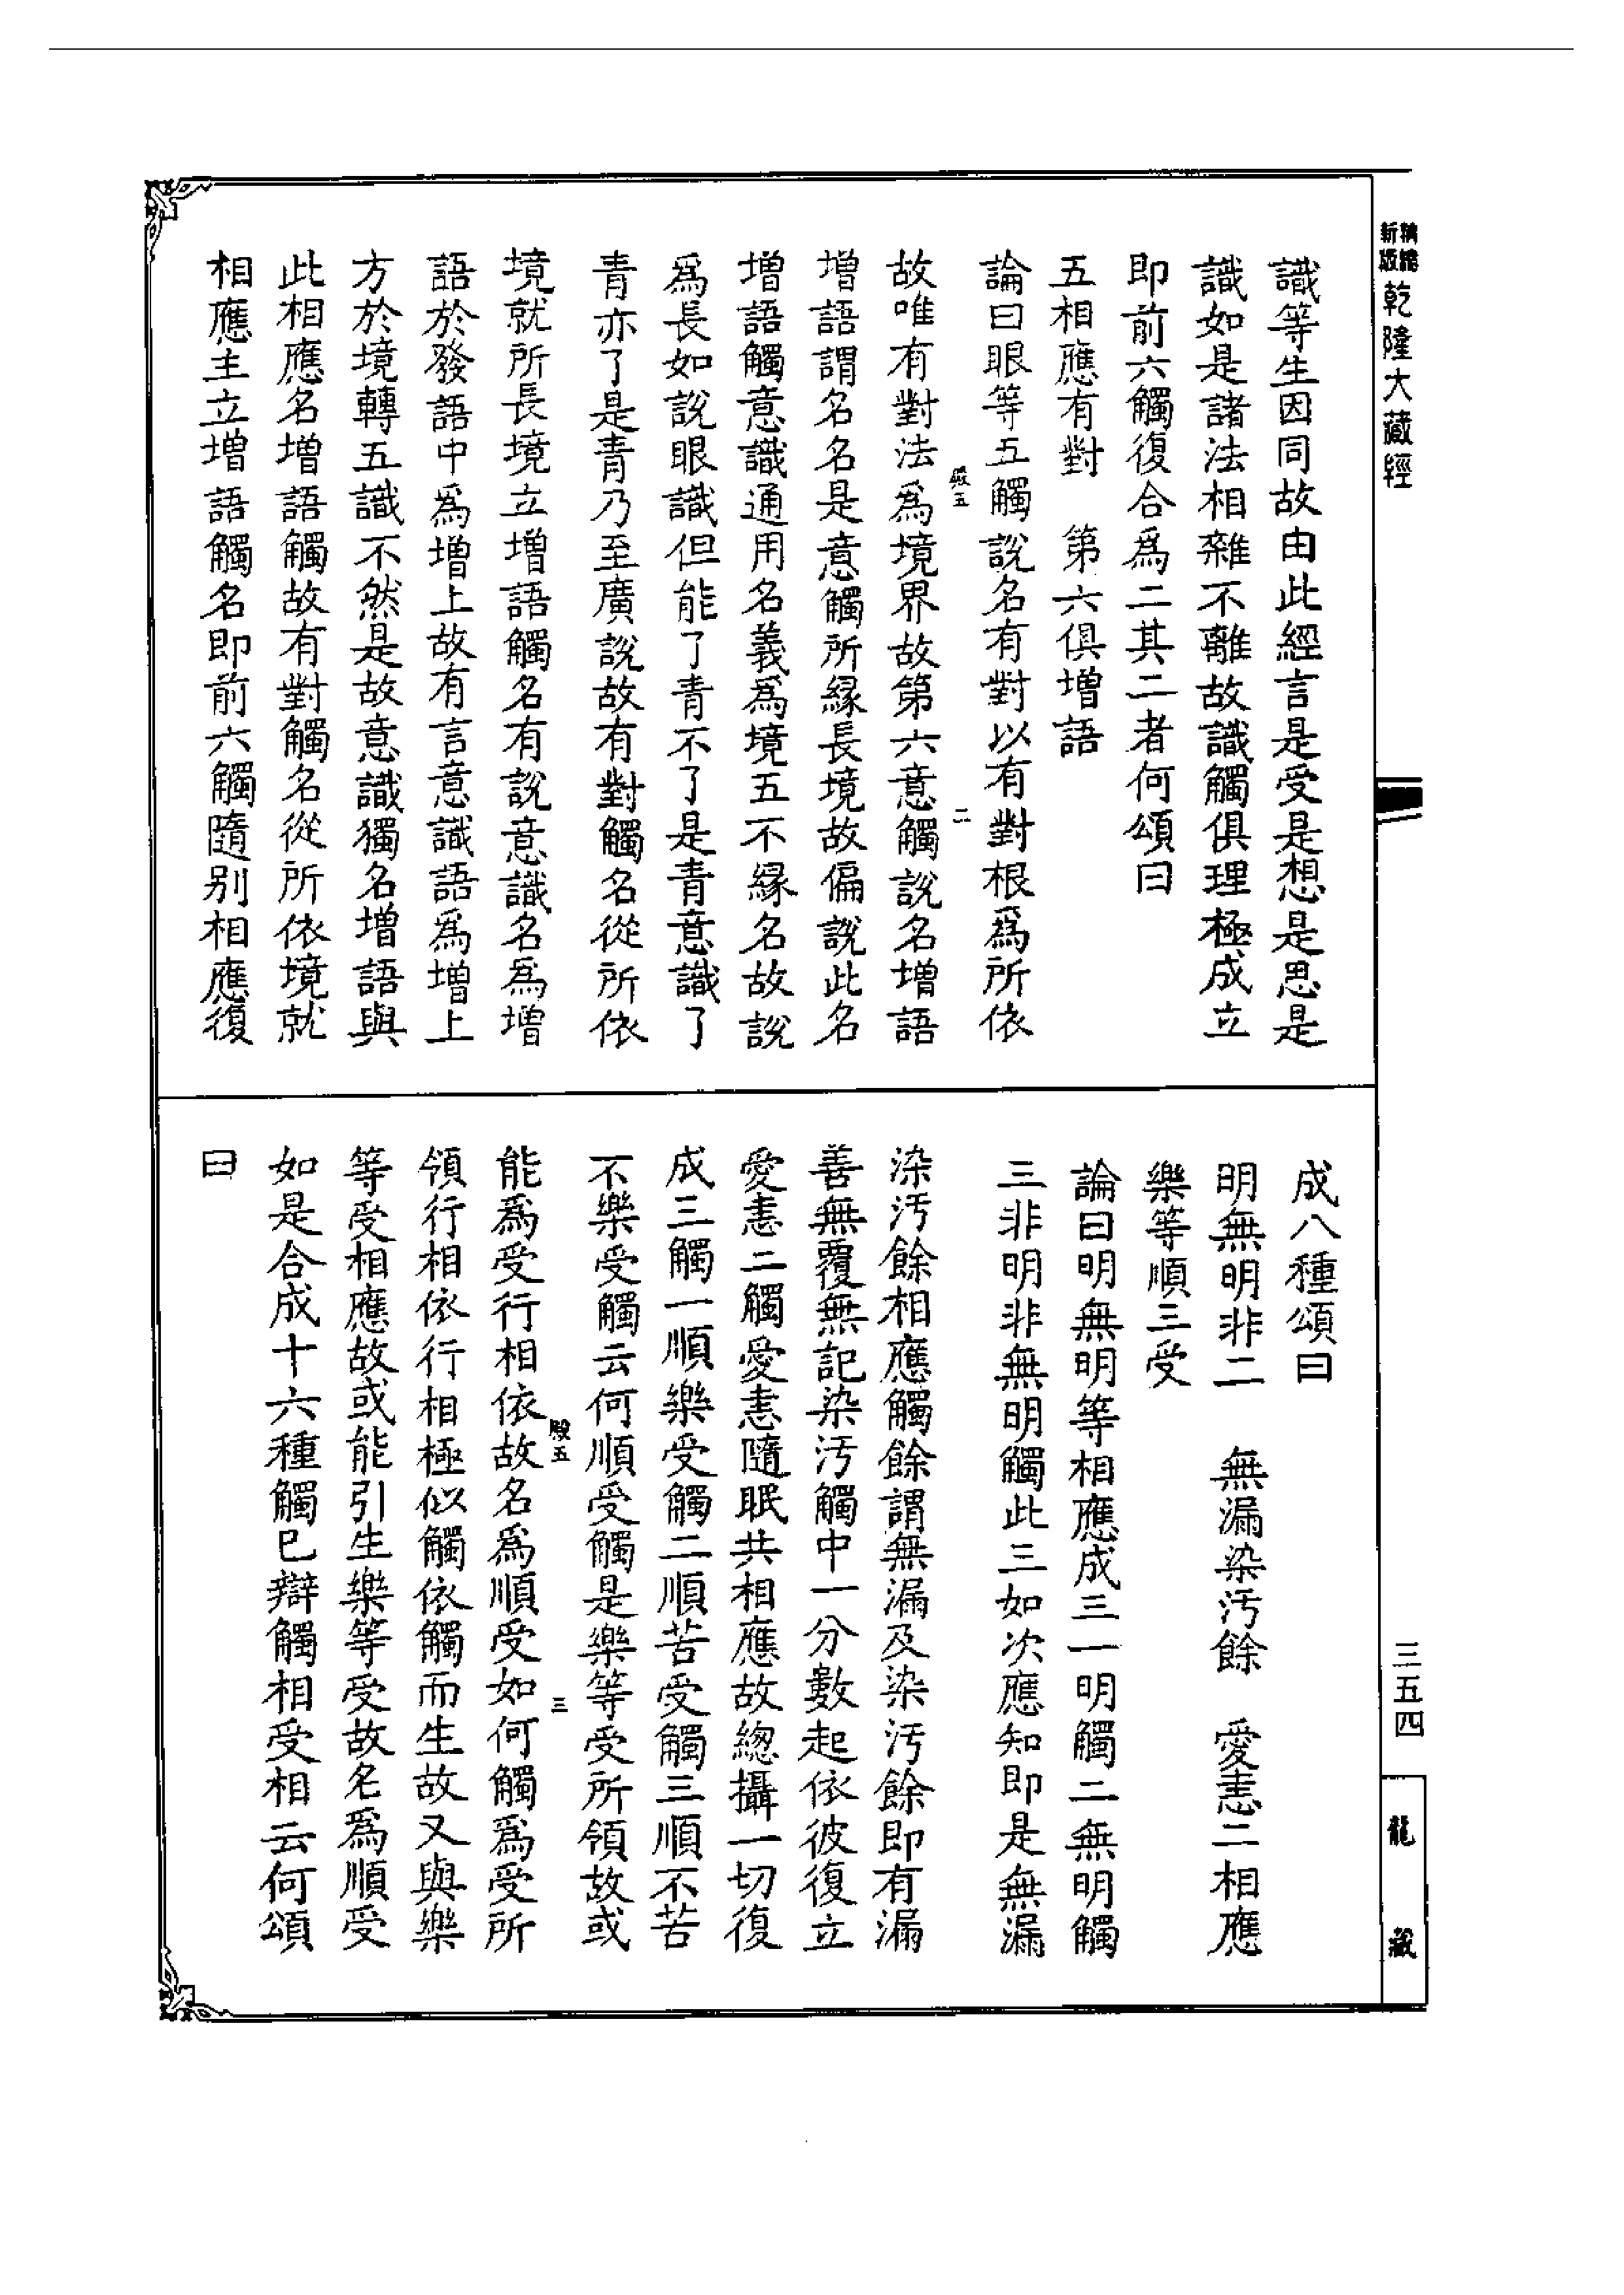 新編
縮版
乾隆大藏經
識等生因同故由此經言是受是想是思是
識如是諸法相雜不離故識觸俱理極成立
即前六觸復合為二其二者何頌曰
五相應有對　第六俱增語
論曰眼等五觸說名有對以有對根為所依
殿五　二
故唯有對法為境界故第六意觸說名增語
增語謂名名是意觸所緣長境故偏說此名
增語觸意識通用名義為境五不緣名故說
為長如說眼識但能了青不了是青意識了
青亦了是青乃至廣說故有對觸名從所依
境就所長境立增語觸名有說意識名為增
語於發語中為增上故有言意識語為增上
方於境轉五識不然是故意識獨名增語與
此相應名增語觸故有對觸名從所依境就
相應主立增語觸名即前六觸隨別相應復
成八種頌曰
明無明非二　無漏染污餘　愛恚二相應
樂等順三受
論曰明無明等相應成三一明觸二無明觸
三非明非無明觸此三如次應知即是無漏
染污餘相應觸餘謂無漏及染污餘即有漏
善無覆無記染污觸中一分數起依彼復立
愛恚二觸愛恚隨眠共相應故總攝一切復
成三觸一順樂受觸二順苦受觸三順不苦
不樂受觸云何順受觸是樂等受所領故或
殿五　三
能為受行相依故名為順受如何觸為受所
領行相依行相極似觸依觸而生故又與樂
等受相應故或能引生樂等受故名為順受
如是合成十六種觸已辯觸相受相云何頌
曰
三五四
龍藏